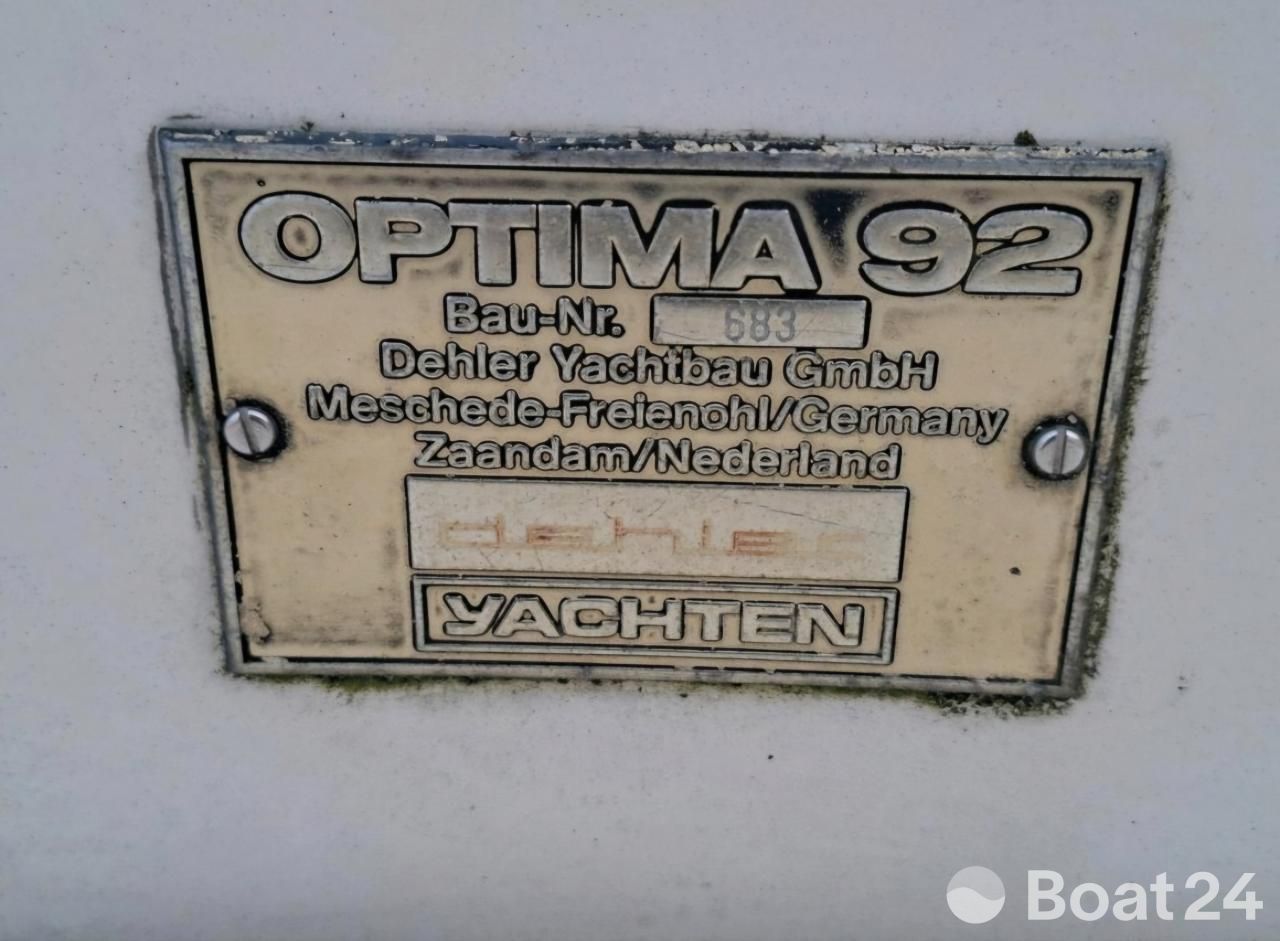 OPTIMA 92
Bau-Nr. 683
Dehler Yachtbau GmbH
Meschede-Freienohl/Germany
Zaandam/Nederland
dehler
YACHTEN
Boat24